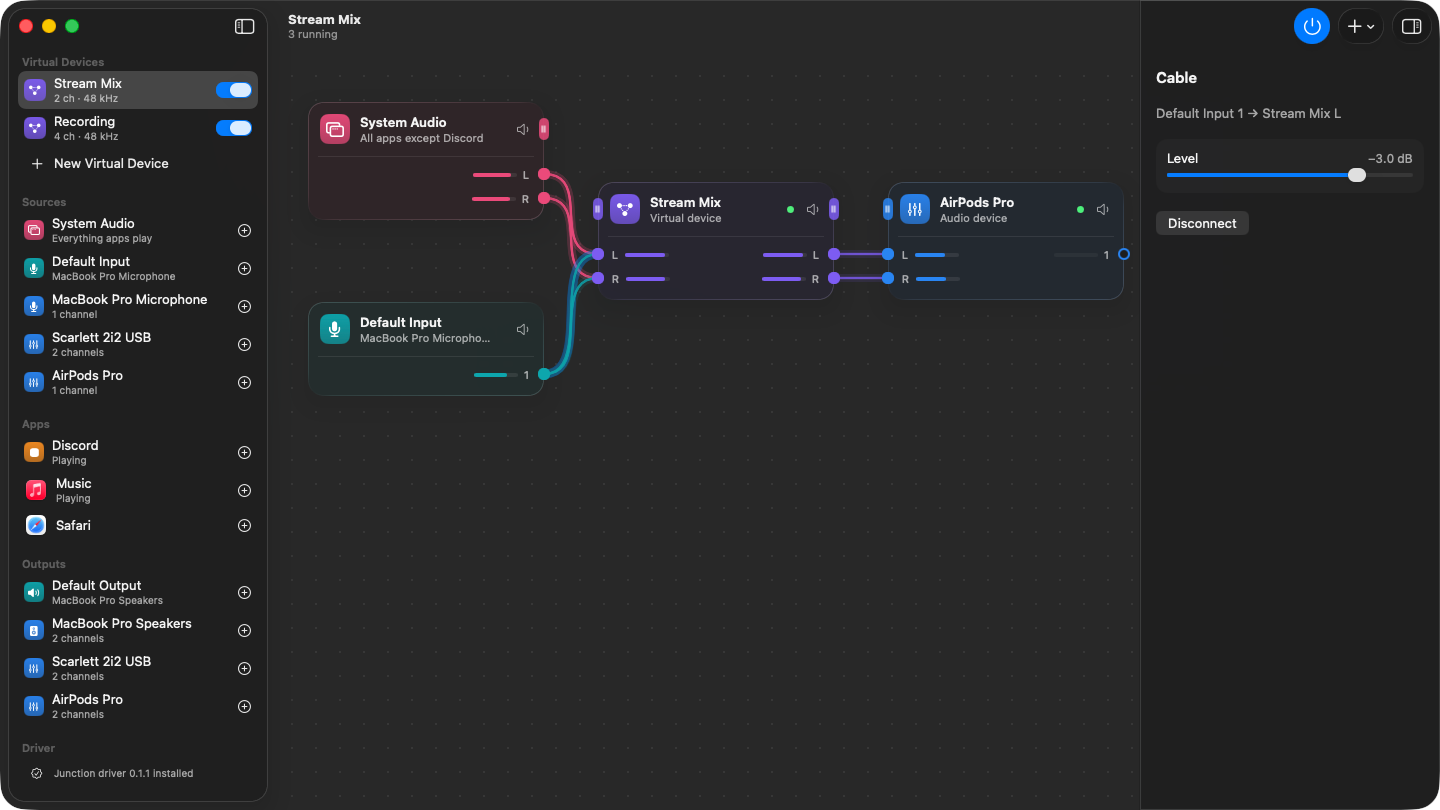 Virtual Devices
Stream Mix
2 ch · 48 kHz
Recording
4 ch · 48 kHz
New Virtual Device
Sources
System Audio
Everything apps play
Default Input
MacBook Pro Microphone
MacBook Pro Microphone
1 channel
Scarlett 2i2 USB
2 channels
AirPods Pro
1 channel
Apps
Discord
Playing
Music
Playing
Safari
Outputs
Default Output
MacBook Pro Speakers
MacBook Pro Speakers
2 channels
Scarlett 2i2 USB
2 channels
AirPods Pro
2 channels
Driver
Junction driver 0.1.1 installed
Stream Mix
3 running
System Audio
All apps except Discord
L
R
Default Input
MacBook Pro Micropho...
1
Stream Mix
Virtual device
L L
R R
AirPods Pro
Audio device
L 1
R
Cable
Default Input 1 → Stream Mix L
Level −3.0 dB
Disconnect